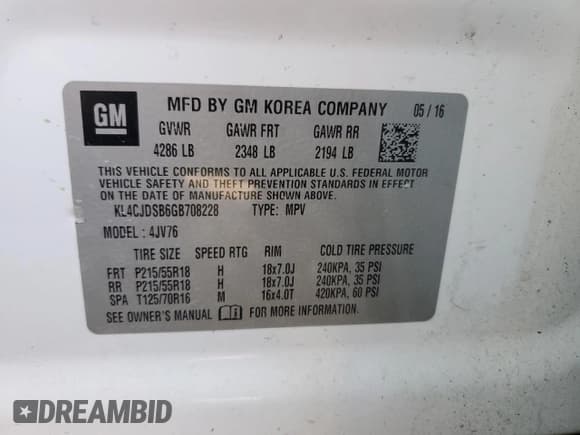 GM
MFD BY GM KOREA COMPANY 05 / 16
GVWR GAWR FRT GAWR RR
4286 LB 2348 LB 2194 LB
THIS VEHICLE CONFORMS TO ALL APPLICABLE U.S. FEDERAL MOTOR
VEHICLE SAFETY AND THEFT PREVENTION STANDARDS IN EFFECT
ON THE DATE OF MANUFACTURE SHOWN ABOVE.
KL4CJDSB6GB708228 TYPE: MPV
MODEL : 4JV76
TIRE SIZE SPEED RTG RIM COLD TIRE PRESSURE
FRT P215/55R18 H 18x7.0J 240KPA, 35 PSI
RR P215/55R18 H 18x7.0J 240KPA, 35 PSI
SPA T125/70R16 M 16x4.0T 420KPA, 60 PSI
SEE OWNER'S MANUAL FOR MORE INFORMATION.
DREAMBID